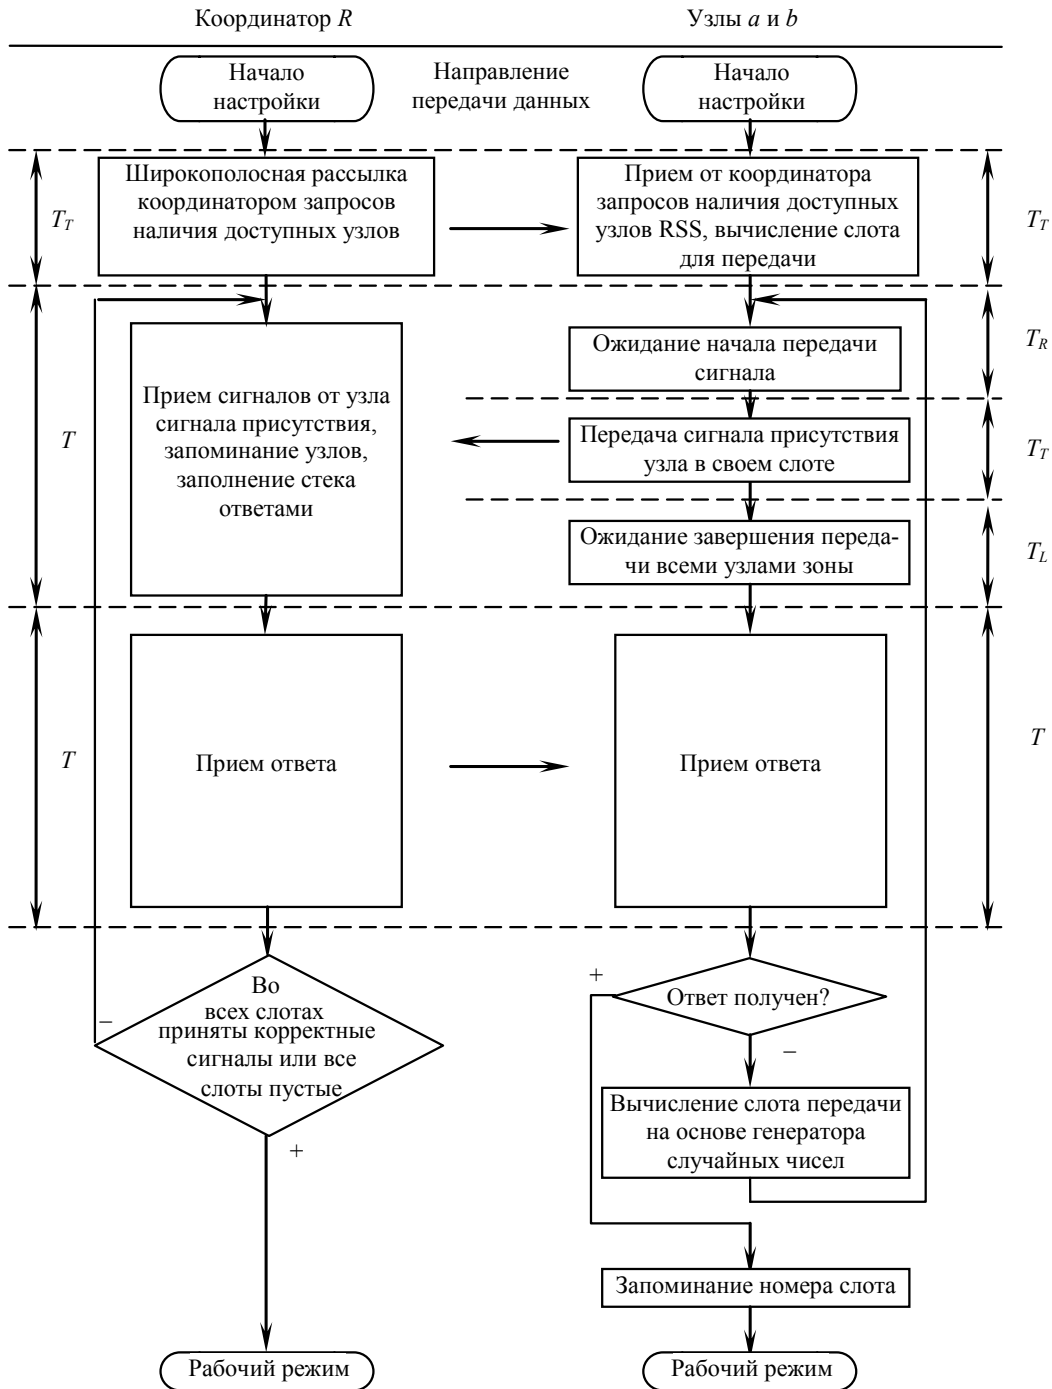 Координатор R
Узлы a и b
Начало
настройки
Направление
передачи данных
Начало
настройки
T_T
Широкополосная рассылка
координатором запросов
наличия доступных узлов
Прием от координатора
запросов наличия доступных
узлов RSS, вычисление слота
для передачи
T_T
T
Прием сигналов от узла
сигнала присутствия,
запоминание узлов,
заполнение стека
ответами
Ожидание начала передачи
сигнала
T_R
Передача сигнала присутствия
узла в своем слоте
T_T
Ожидание завершения переда-
чи всеми узлами зоны
T_L
T
Прием ответа
Прием ответа
T
Во
всех слотах
приняты корректные
сигналы или все
слоты пустые
–
+
+
Ответ получен?
–
Вычисление слота передачи
на основе генератора
случайных чисел
Запоминание номера слота
Рабочий режим
Рабочий режим